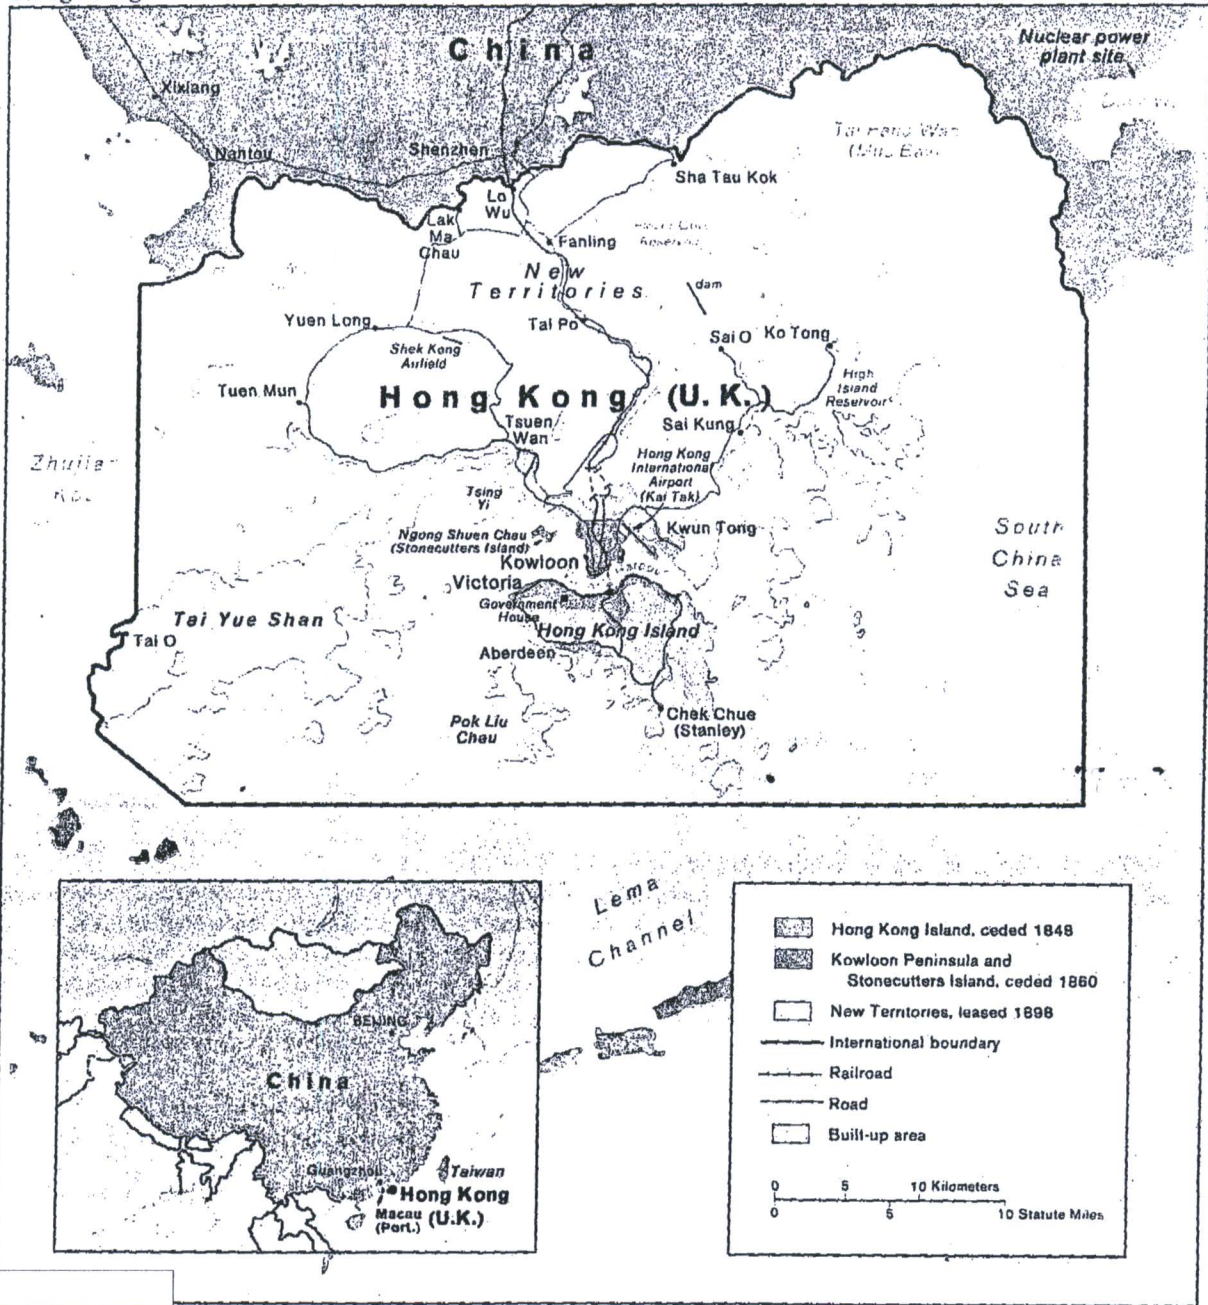 China
Nuclear power
plant site
Xixiang
Nantou
Shenzhen
Sha Tau Kok
Lo
Wu
Lak
Ma
Chau
Fanling
New
Territories
dam
Yuen Long
Tai Po
Sai O
Ko Tong
Shek Kong
Airfield
High
Island
Reservoir
Tuen Mun
Hong Kong (U.K.)
Tsuen
Wan
Sai Kung
Hong Kong
International
Airport
(Kai Tak)
Tsing
Yi
Ngong Shuen Chau
(Stonecutters Island)
Kwun Tong
South
China
Sea
Kowloon
Victoria
Government
House
Tai Yue Shan
Hong Kong Island
Tai O
Aberdeen
Pok Liu
Chau
Chek Chue
(Stanley)
Lema
Channel
BEIJING
China
Guangzhou
Taiwan
Hong Kong
(U.K.)
Macau
(Port.)
Hong Kong Island, ceded 1848
Kowloon Peninsula and
Stonecutters Island, ceded 1860
New Territories, leased 1898
International boundary
Railroad
Road
Built-up area
0 5 10 Kilometers
0 5 10 Statute Miles